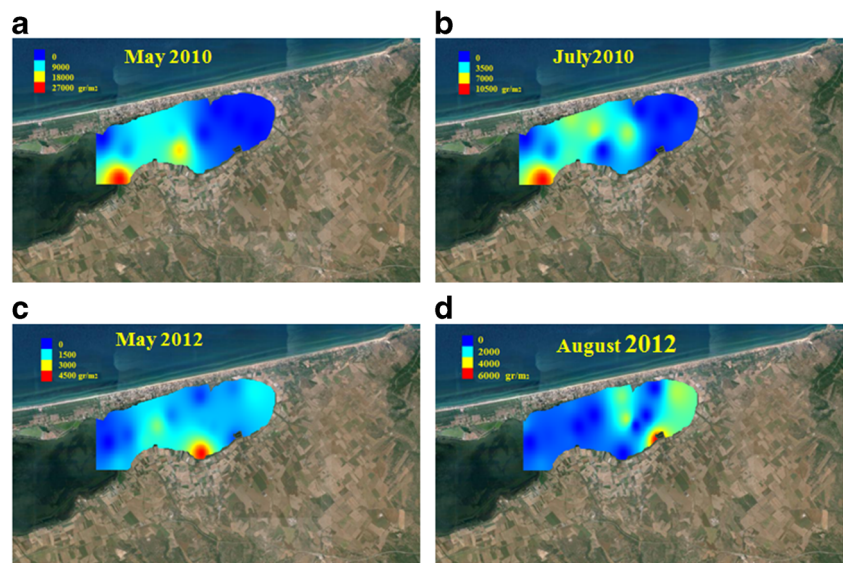 a
May 2010
0
9000
18000
27000 gr/m2
b
July2010
0
3500
7000
10500 gr/m2
c
May 2012
0
1500
3000
4500 gr/m2
d
August 2012
0
2000
4000
6000 gr/m2